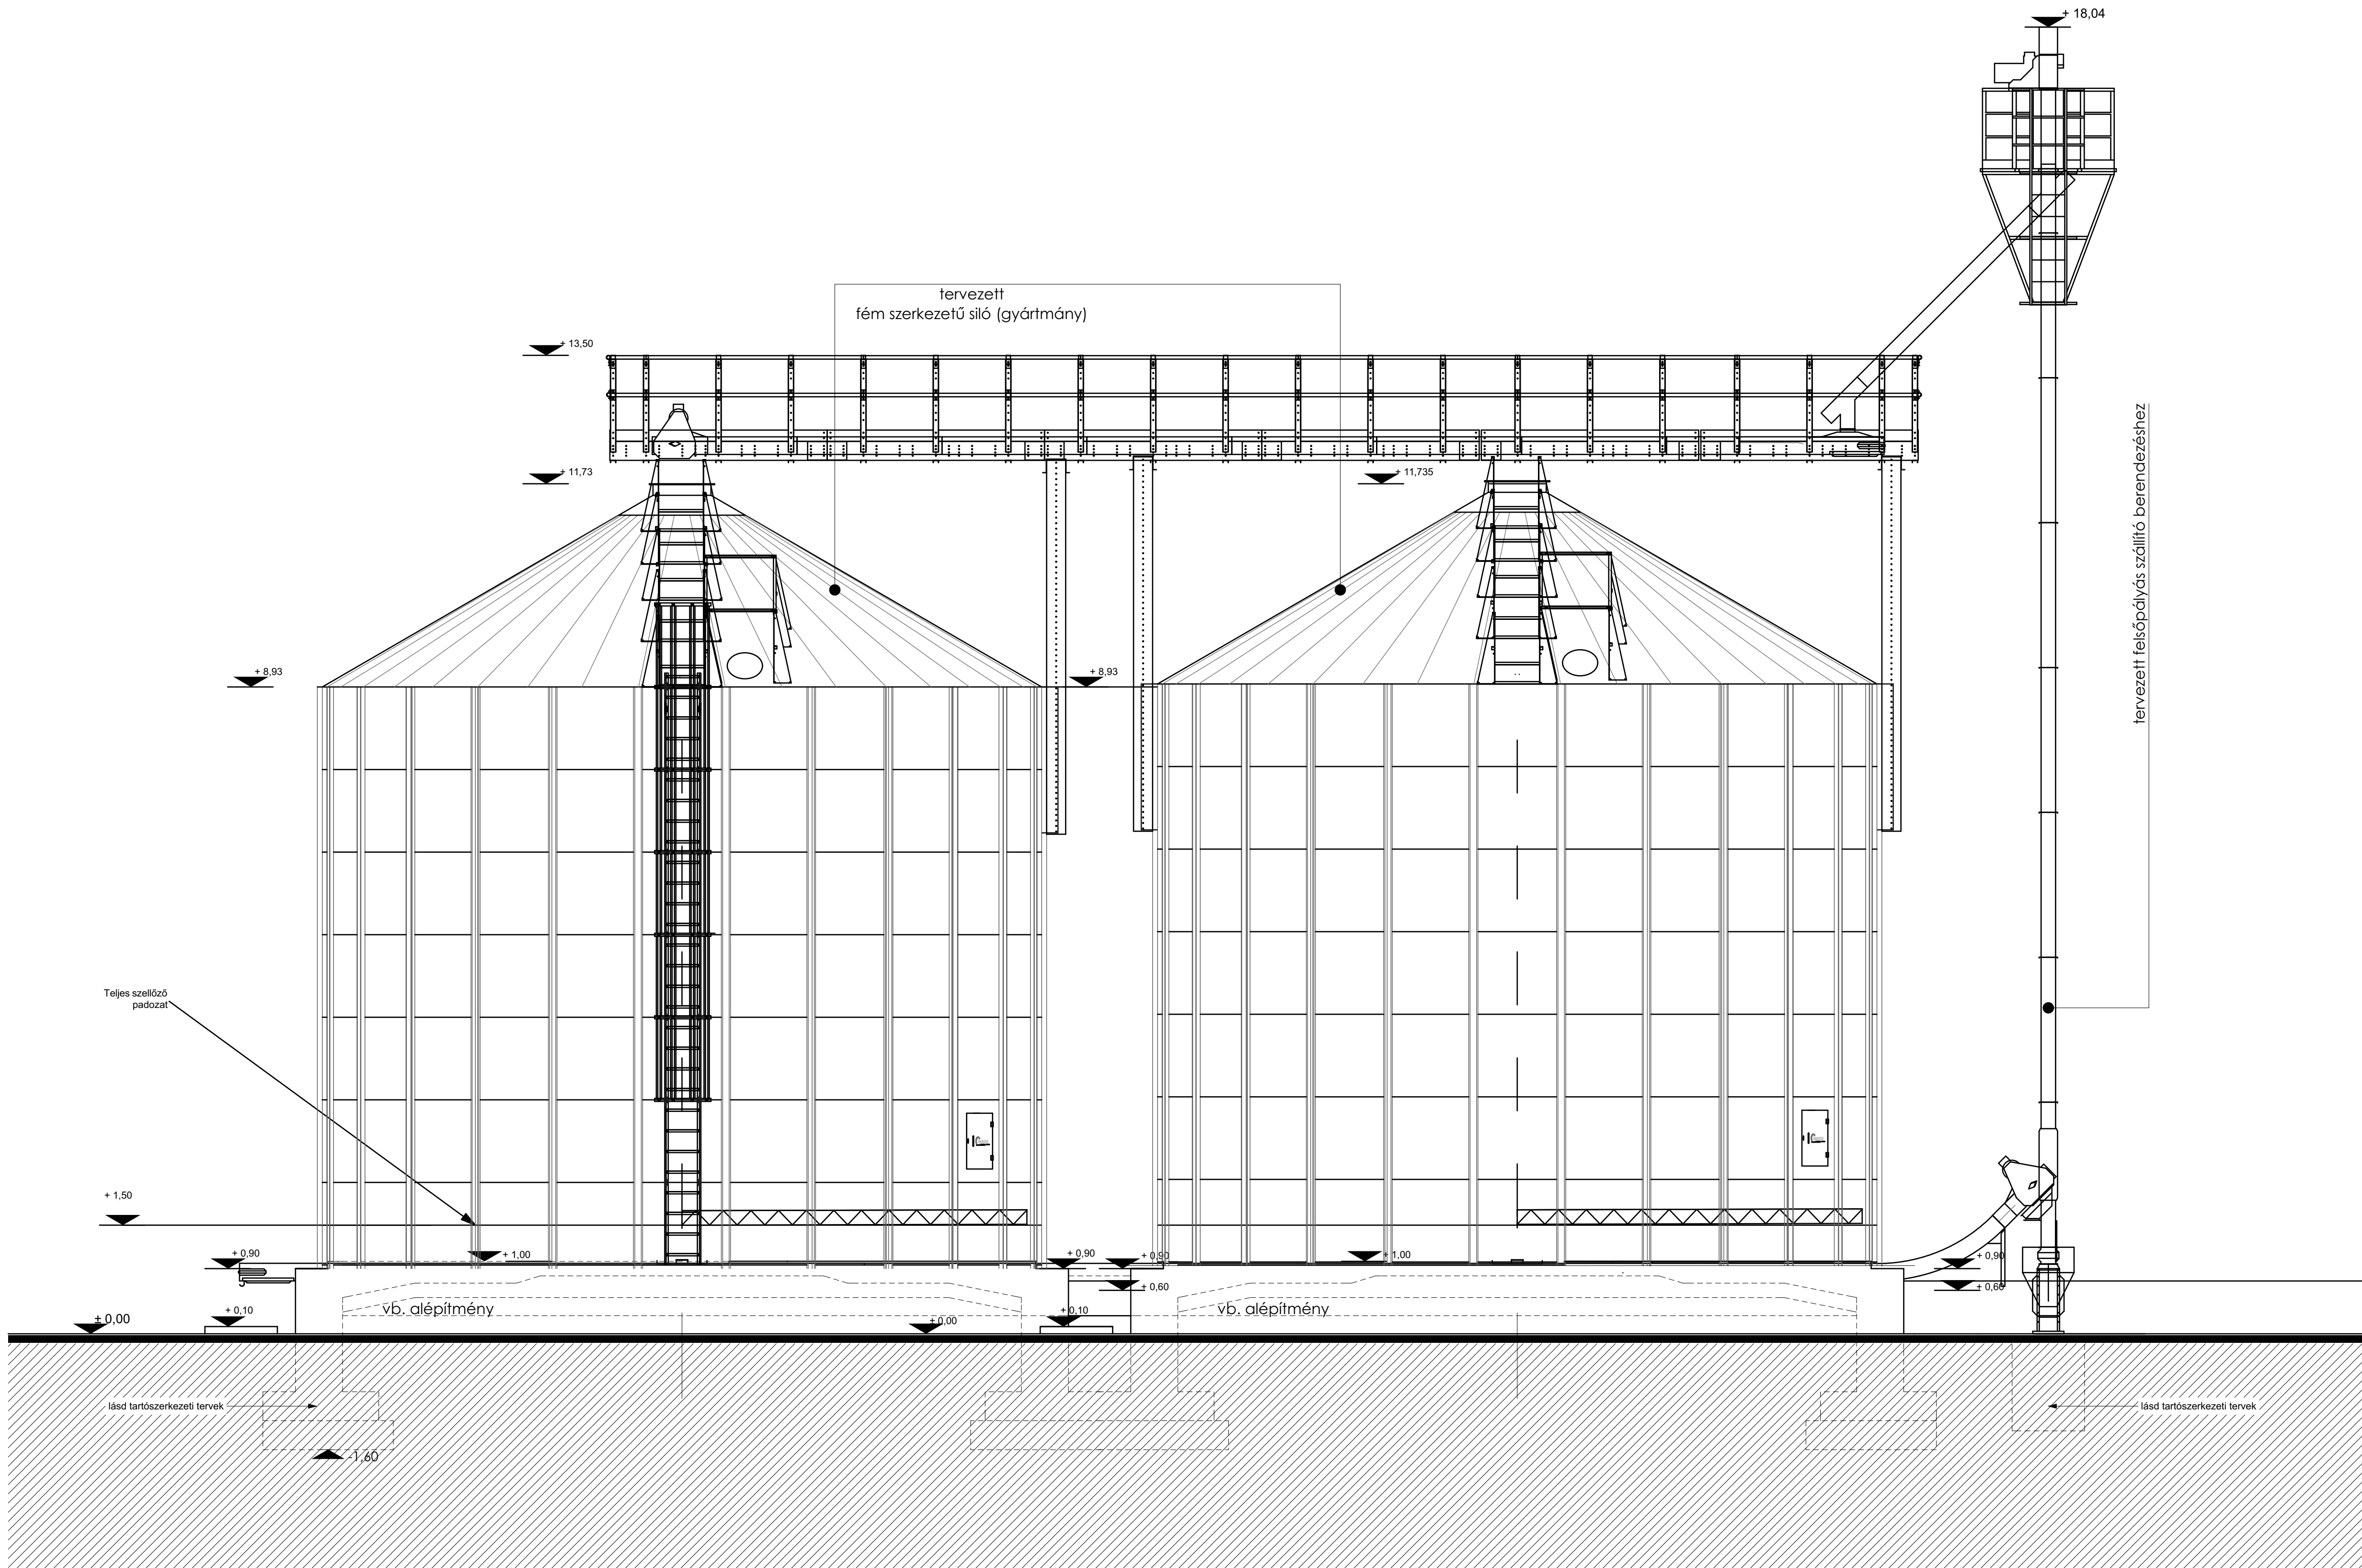 + 18,04
tervezett
fém szerkezetű siló (gyártmány)
+ 13,50
+ 11,73
+ 11,735
tervezett felsőpályás szállító berendezéshez
+ 8,93
+ 8,93
Teljes szellőző
padozat
+ 1,50
+ 0,90
+ 1,00
+ 0,90
+ 0,90
+ 1,00
+ 0,90
+ 0,60
+ 0,60
vb. alépítmény
vb. alépítmény
± 0,00
+ 0,10
± 0,00
+ 0,10
lásd tartószerkezeti tervek
lásd tartószerkezeti tervek
-1,60